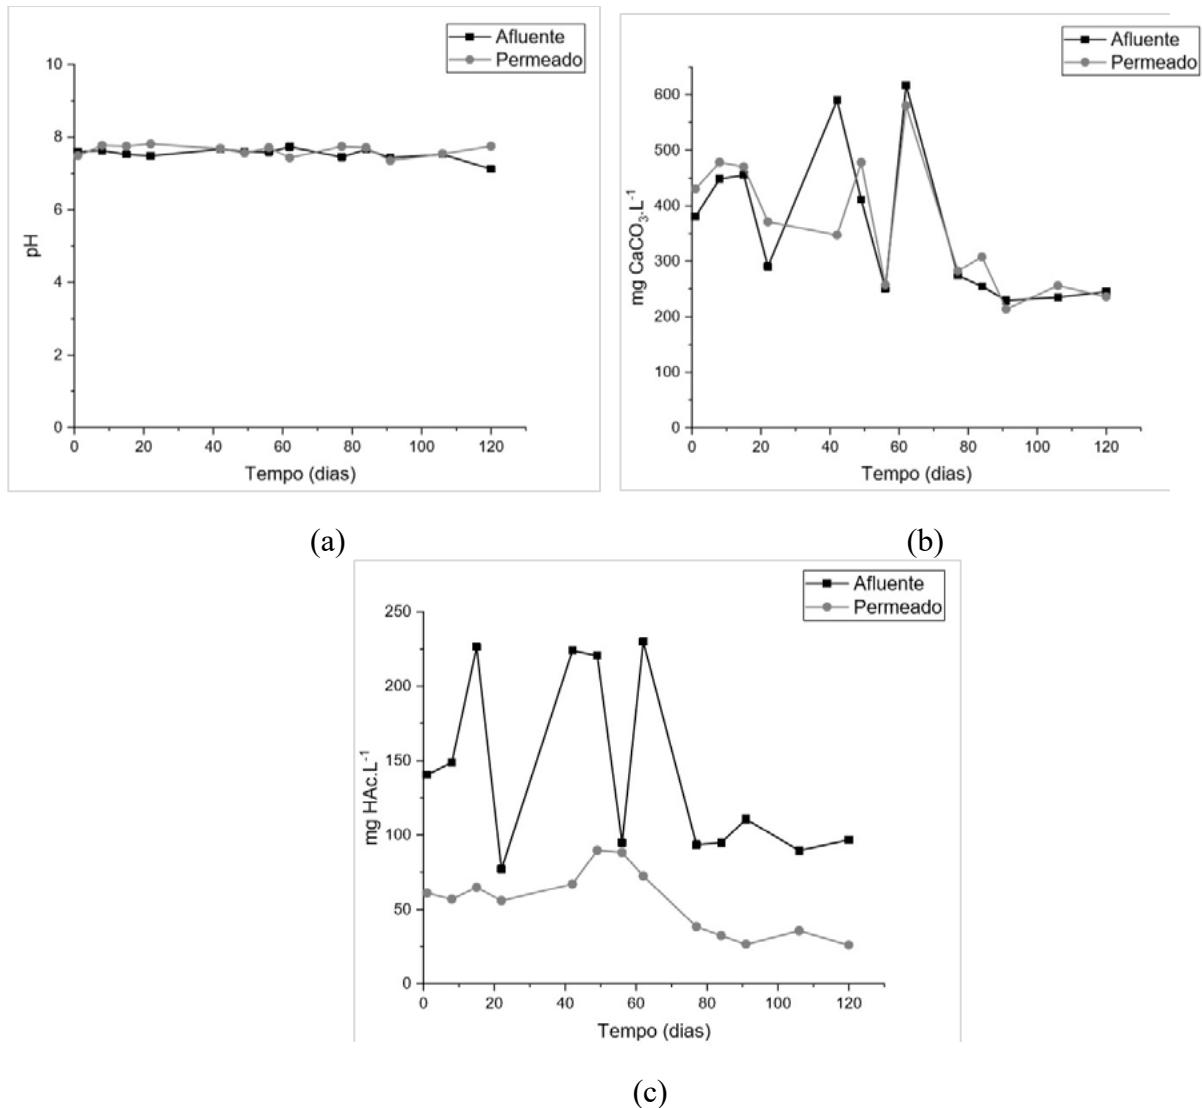 Afluente
Permeado
10
8
6
4
2
0
pH
0 20 40 60 80 100 120
Tempo (dias)
(a)
Afluente
Permeado
600
500
400
300
200
100
0
mg CaCO₃.L⁻¹
0 20 40 60 80 100 120
Tempo (dias)
(b)
Afluente
Permeado
250
200
150
100
50
0
mg HAc.L⁻¹
0 20 40 60 80 100 120
Tempo (dias)
(c)